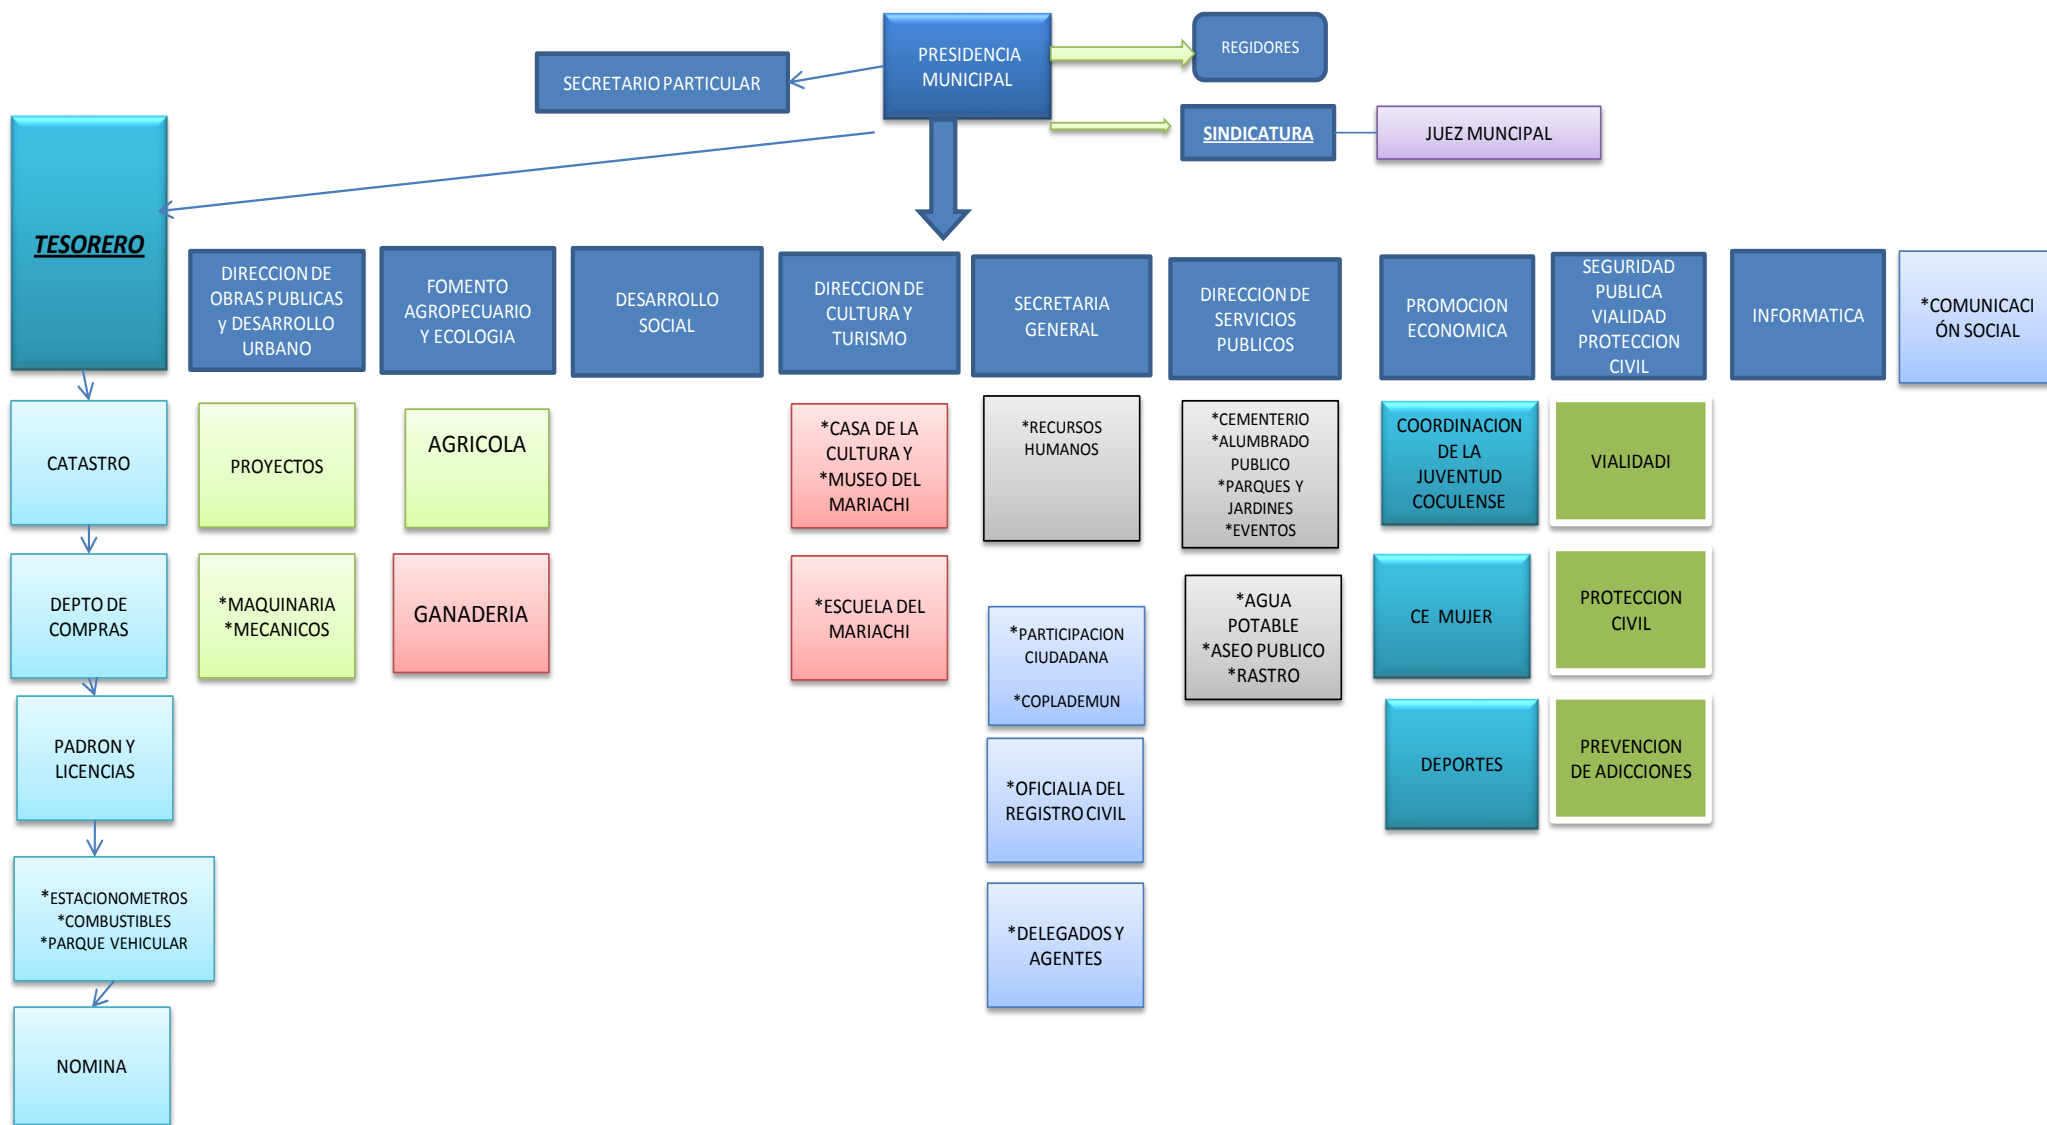 PRESIDENCIA
MUNICIPAL
REGIDORES
SECRETARIO PARTICULAR
SINDICATURA
JUEZ MUNCIPAL
TESORERO
DIRECCION DE
OBRAS PUBLICAS
y DESARROLLO
URBANO
FOMENTO
AGROPECUARIO
Y ECOLOGIA
DESARROLLO
SOCIAL
DIRECCION DE
CULTURA Y
TURISMO
SECRETARIA
GENERAL
DIRECCION DE
SERVICIOS
PUBLICOS
PROMOCION
ECONOMICA
SEGURIDAD
PUBLICA
VIALIDAD
PROTECCION
CIVIL
INFORMATICA
*COMUNICACI
ÓN SOCIAL
CATASTRO
PROYECTOS
AGRICOLA
*CASA DE LA
CULTURA Y
*MUSEO DEL
MARIACHI
*RECURSOS
HUMANOS
*CEMENTERIO
*ALUMBRADO
PUBLICO
*PARQUES Y
JARDINES
*EVENTOS
COORDINACION
DE LA
JUVENTUD
COCULENSE
VIALIDADI
DEPTO DE
COMPRAS
*MAQUINARIA
*MECANICOS
GANADERIA
*ESCUELA DEL
MARIACHI
*PARTICIPACION
CIUDADANA
*COPLADEMUN
*AGUA
POTABLE
*ASEO PUBLICO
*RASTRO
CE  MUJER
PROTECCION
CIVIL
PADRON Y
LICENCIAS
*OFICIALIA DEL
REGISTRO CIVIL
DEPORTES
PREVENCION
DE ADICCIONES
*ESTACIONOMETROS
*COMBUSTIBLES
*PARQUE VEHICULAR
*DELEGADOS Y
AGENTES
NOMINA